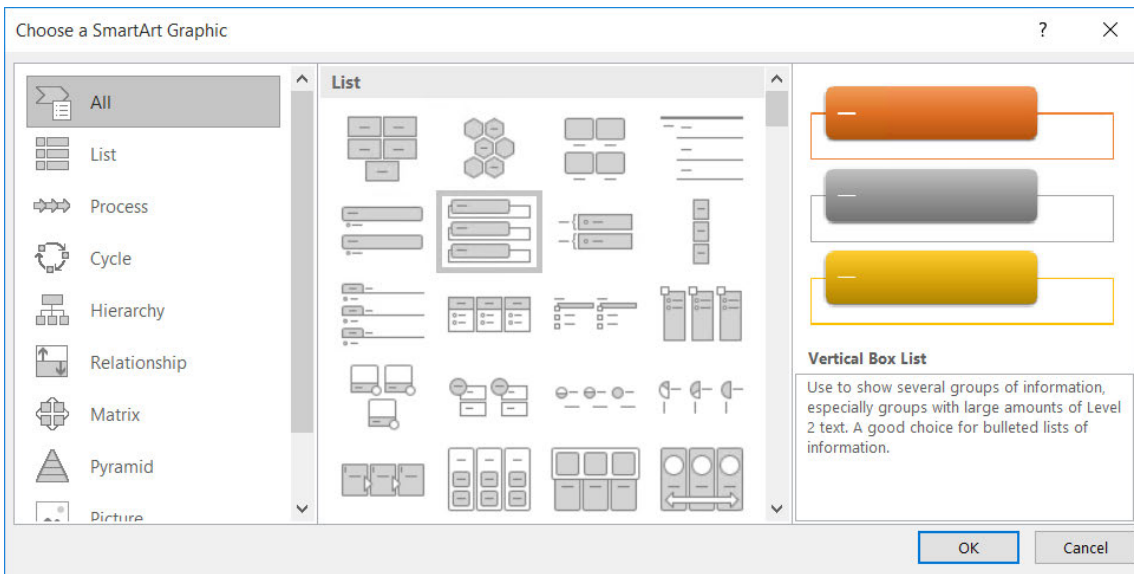 Choose a SmartArt Graphic
?
All
List
Process
Cycle
Hierarchy
Relationship
Matrix
Pyramid
Picture
List
Vertical Box List
Use to show several groups of information,
especially groups with large amounts of Level
2 text. A good choice for bulleted lists of
information.
OK
Cancel